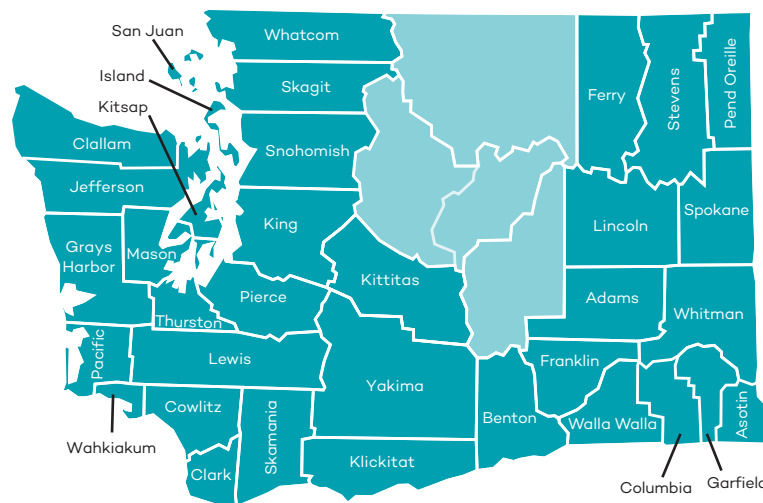 San Juan
Whatcom
Island
Skagit
Kitsap
Ferry
Stevens
Pend Oreille
Clallam
Snohomish
Jefferson
King
Lincoln
Spokane
Grays
Harbor
Mason
Kittitas
Pierce
Adams
Whitman
Thurston
Pacific
Lewis
Franklin
Yakima
Cowlitz
Skamania
Benton
Walla Walla
Asotin
Wahkiakum
Klickitat
Clark
Columbia
Garfield